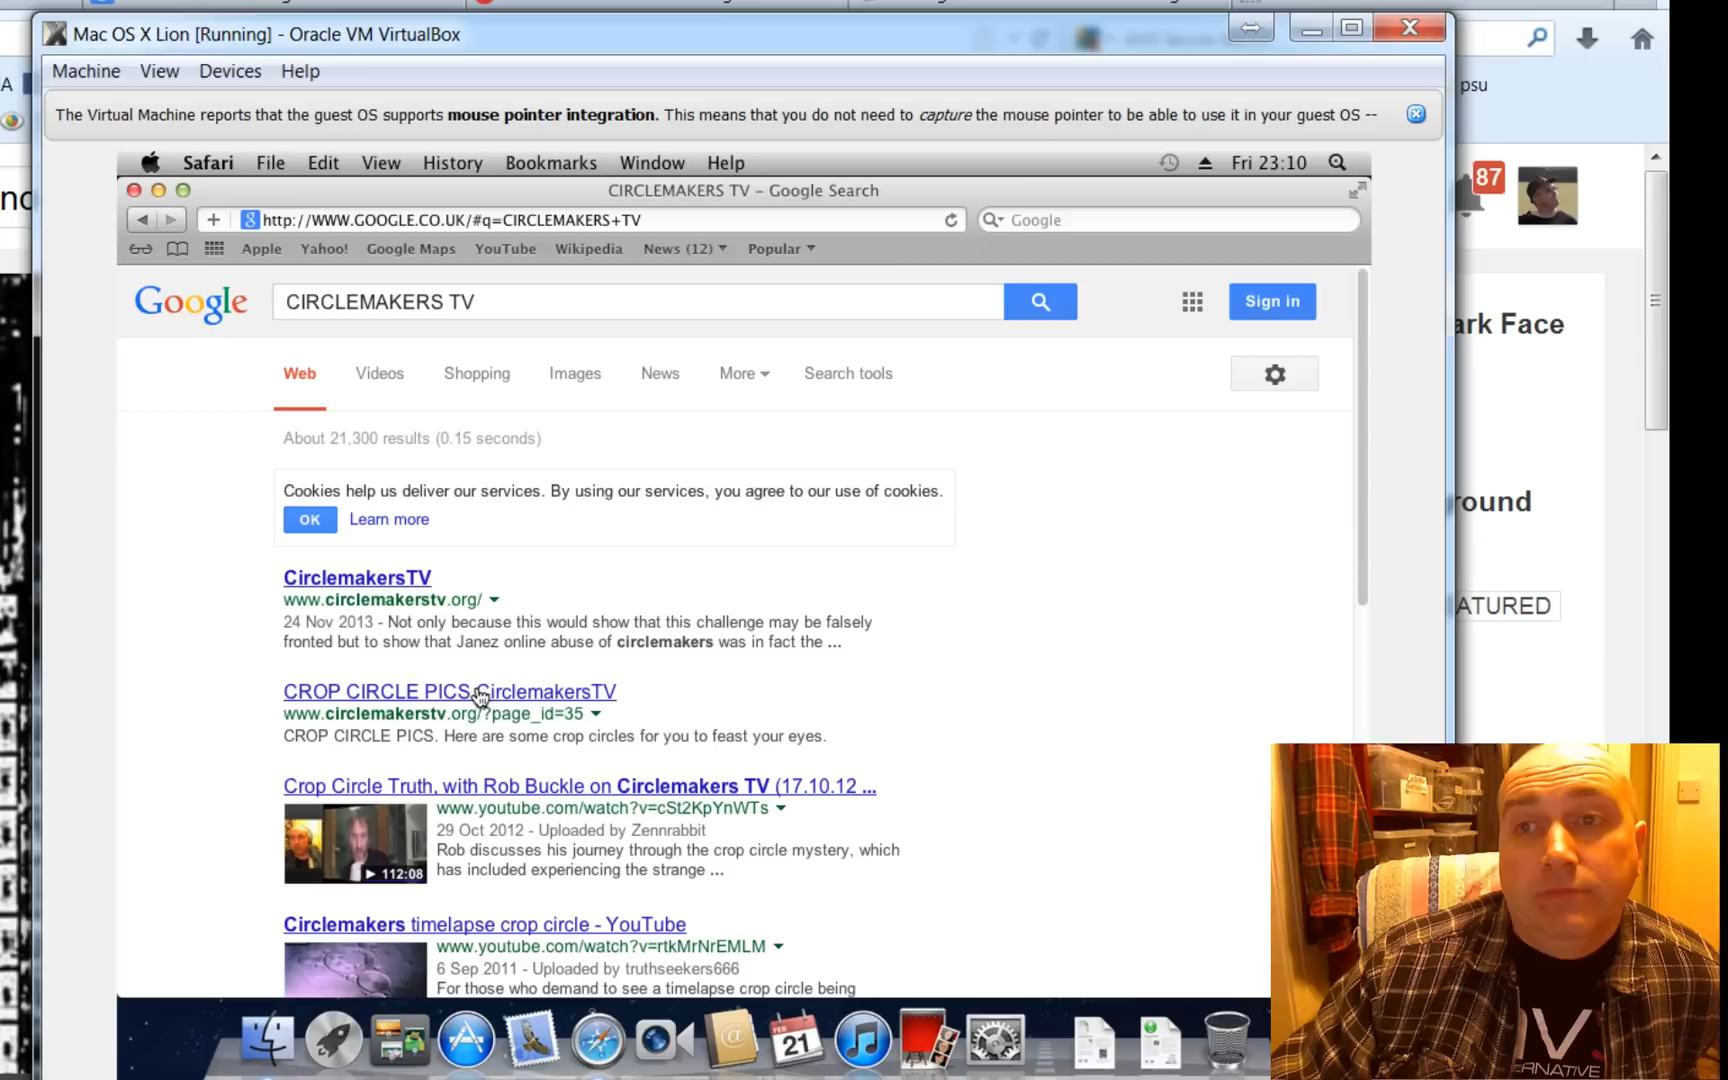 Mac OS X Lion [Running] - Oracle VM VirtualBox
Machine View Devices Help
A
psu
The Virtual Machine reports that the guest OS supports mouse pointer integration. This means that you do not need to capture the mouse pointer to be able to use it in your guest OS --
Safari File Edit View History Bookmarks Window Help Fri 23:10
CIRCLEMAKERS TV – Google Search
87
http://WWW.GOOGLE.CO.UK/#q=CIRCLEMAKERS+TV
Google
Apple Yahoo! Google Maps YouTube Wikipedia News (12) Popular
Google CIRCLEMAKERS TV Sign in
ark Face
Web Videos Shopping Images News More Search tools
About 21,300 results (0.15 seconds)
Cookies help us deliver our services. By using our services, you agree to our use of cookies.
round
OK Learn more
CirclemakersTV
www.circlemakerstv.org/
ATURED
24 Nov 2013 - Not only because this would show that this challenge may be falsely
fronted but to show that Janez online abuse of circlemakers was in fact the ...
CROP CIRCLE PICS CirclemakersTV
www.circlemakerstv.org/?page_id=35
CROP CIRCLE PICS. Here are some crop circles for you to feast your eyes.
Crop Circle Truth, with Rob Buckle on Circlemakers TV (17.10.12 ...
www.youtube.com/watch?v=cSt2KpYnWTs
29 Oct 2012 - Uploaded by Zennrabbit
Rob discusses his journey through the crop circle mystery, which
has included experiencing the strange ...
112:08
Circlemakers timelapse crop circle - YouTube
www.youtube.com/watch?v=rtkMrNrEMLM
6 Sep 2011 - Uploaded by truthseekers666
For those who demand to see a timelapse crop circle being
FEB
21